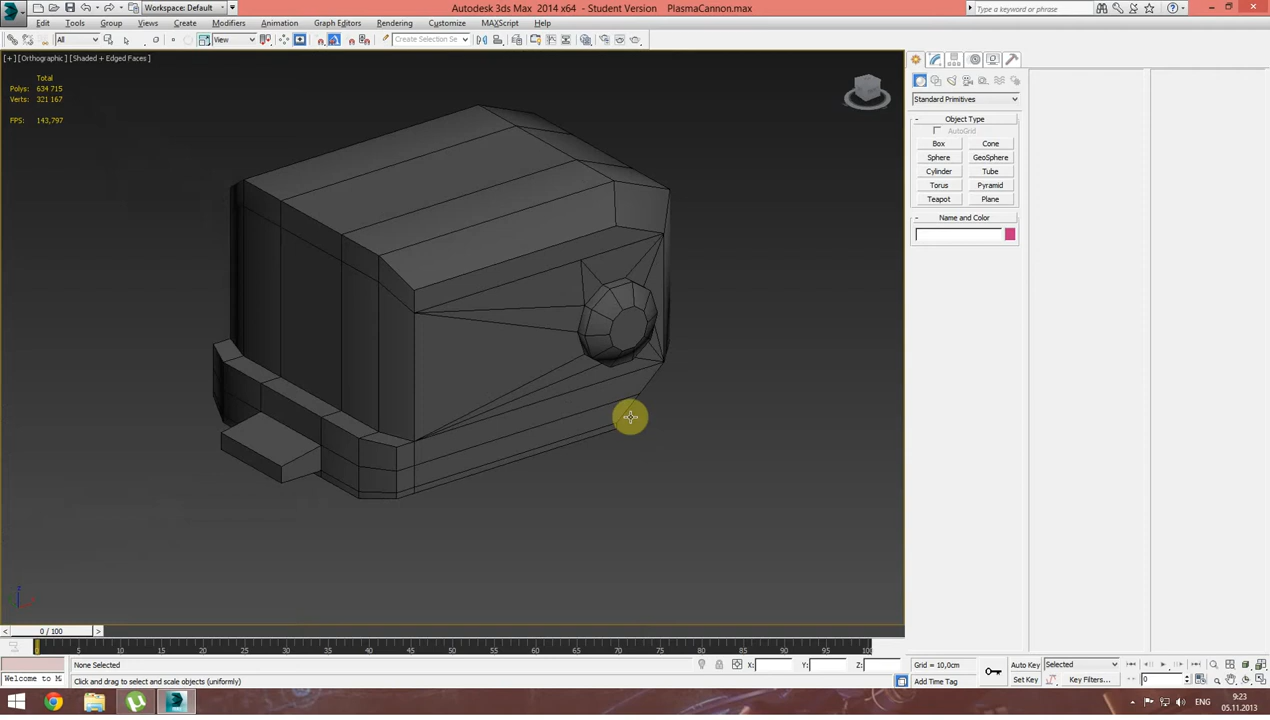 Workspace: Default
Autodesk 3ds Max 2014 x64 - Student Version PlasmaCannon.max
Type a keyword or phrase
Edit Tools Group Views Create Modifiers Animation Graph Editors Rendering Customize MAXScript Help
All View Create Selection Se
[+] [Orthographic] [Shaded + Edged Faces]
Total
Polys: 634 715
Verts: 321 167
FPS: 143,797
Standard Primitives
- Object Type
AutoGrid
Box Cone
Sphere GeoSphere
Cylinder Tube
Torus Pyramid
Teapot Plane
- Name and Color
z
< 0 / 100 >
0 5 10 15 20 25 30 35 40 45 50 55 60 65 70 75 80 85 90 95 100
None Selected X: Y: Z: Grid = 10,0cm Auto Key Selected
Welcome to M Click and drag to select and scale objects (uniformly) Add Time Tag Set Key Key Filters... 0
ENG
9:23
05.11.2013